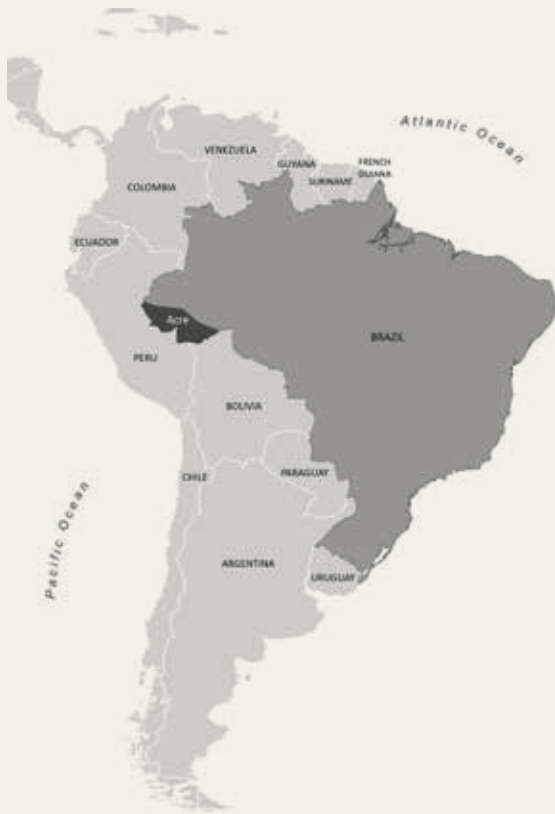 Atlantic Ocean
VENEZUELA
GUYANA
FRENCH
GUIANA
SURINAME
COLOMBIA
ECUADOR
Acre
BRAZIL
PERU
BOLIVIA
PARAGUAY
CHILE
Pacific Ocean
ARGENTINA
URUGUAY